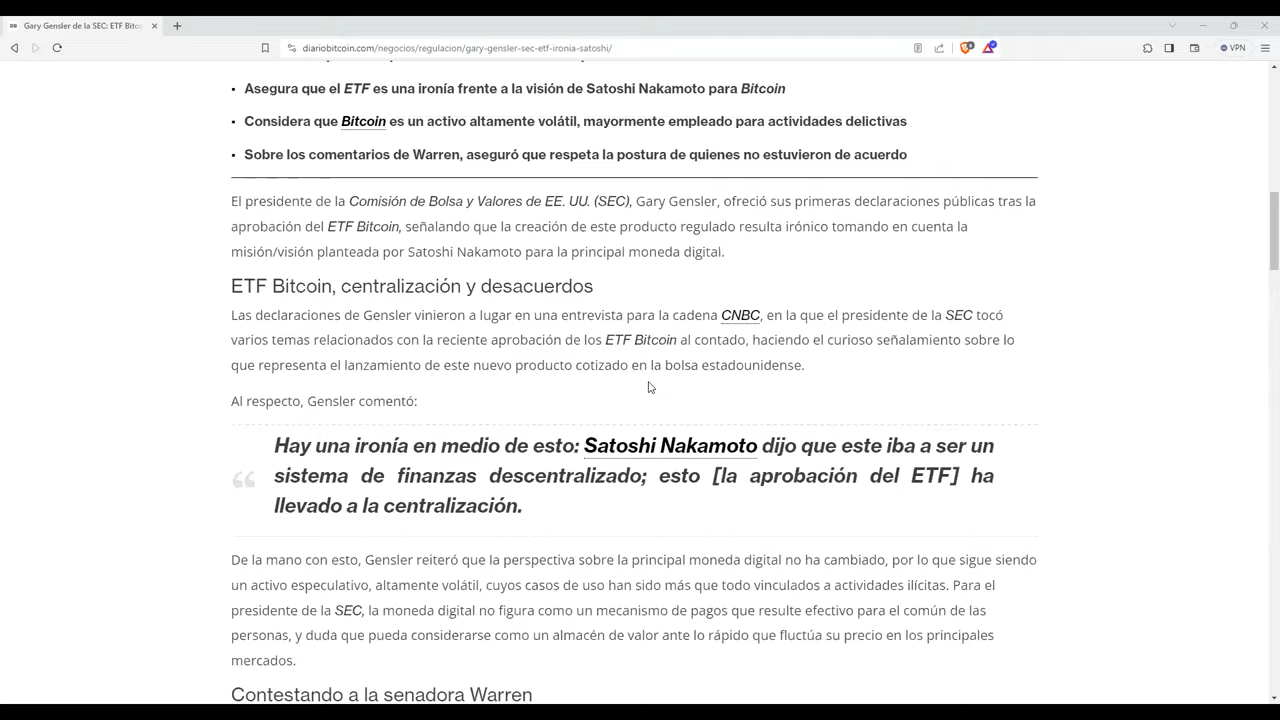 Gary Gensler de la SEC: ETF Bitco
diariobitcoin.com/negocios/regulacion/gary-gensler-sec-etf-ironia-satoshi/
VPN
▪ Asegura que el ETF es una ironía frente a la visión de Satoshi Nakamoto para Bitcoin
▪ Considera que Bitcoin es un activo altamente volátil, mayormente empleado para actividades delictivas
▪ Sobre los comentarios de Warren, aseguró que respeta la postura de quienes no estuvieron de acuerdo
El presidente de la Comisión de Bolsa y Valores de EE. UU. (SEC), Gary Gensler, ofreció sus primeras declaraciones públicas tras la
aprobación del ETF Bitcoin, señalando que la creación de este producto regulado resulta irónico tomando en cuenta la
misión/visión planteada por Satoshi Nakamoto para la principal moneda digital.
ETF Bitcoin, centralización y desacuerdos
Las declaraciones de Gensler vinieron a lugar en una entrevista para la cadena CNBC, en la que el presidente de la SEC tocó
varios temas relacionados con la reciente aprobación de los ETF Bitcoin al contado, haciendo el curioso señalamiento sobre lo
que representa el lanzamiento de este nuevo producto cotizado en la bolsa estadounidense.
Al respecto, Gensler comentó:
Hay una ironía en medio de esto: Satoshi Nakamoto dijo que este iba a ser un
sistema de finanzas descentralizado; esto [la aprobación del ETF] ha
llevado a la centralización.
De la mano con esto, Gensler reiteró que la perspectiva sobre la principal moneda digital no ha cambiado, por lo que sigue siendo
un activo especulativo, altamente volátil, cuyos casos de uso han sido más que todo vinculados a actividades ilícitas. Para el
presidente de la SEC, la moneda digital no figura como un mecanismo de pagos que resulte efectivo para el común de las
personas, y duda que pueda considerarse como un almacén de valor ante lo rápido que fluctúa su precio en los principales
mercados.
Contestando a la senadora Warren